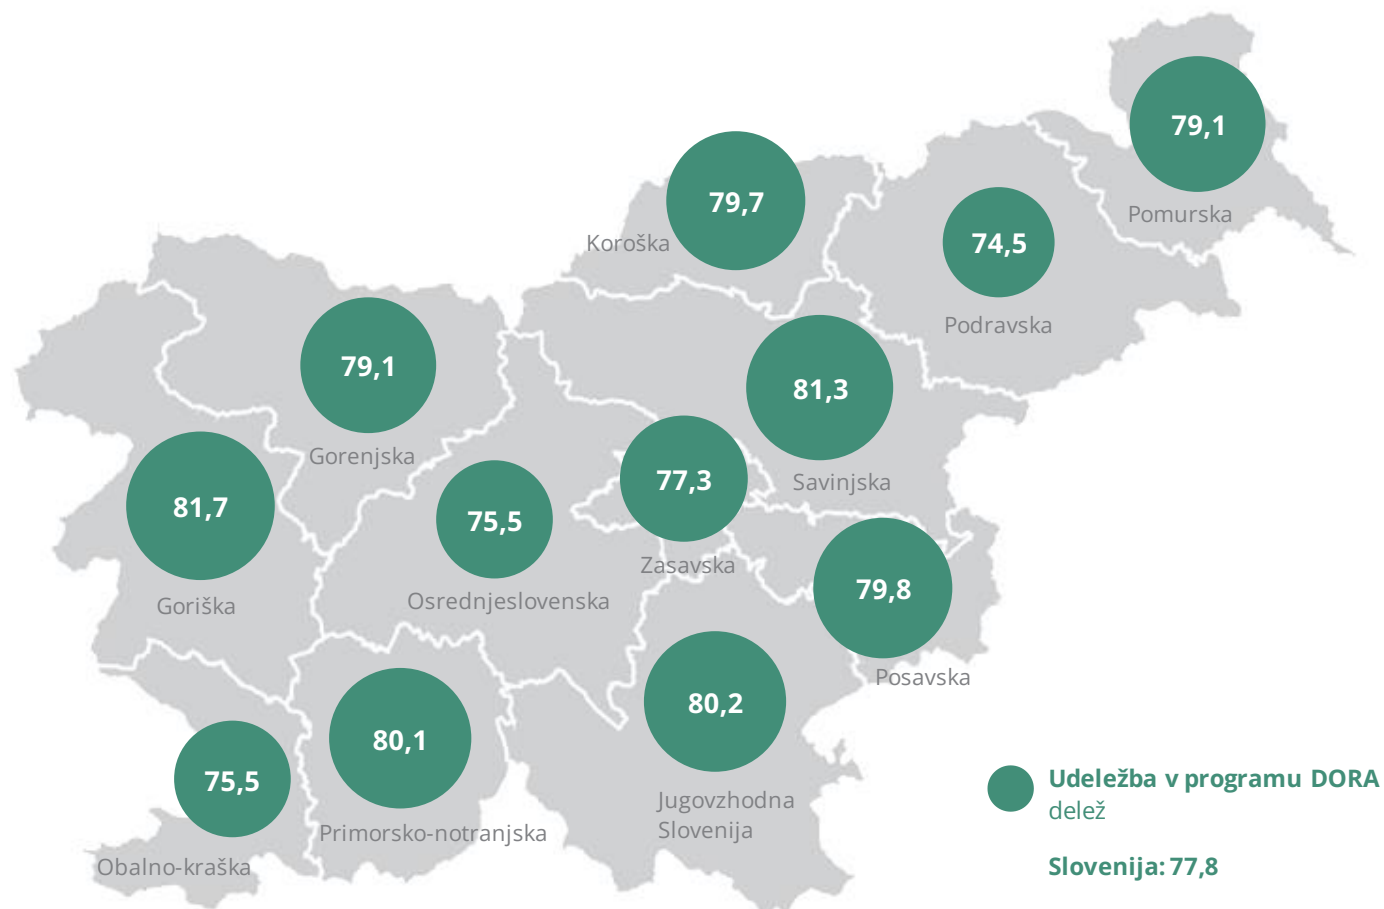 79,1
Pomurska
79,7
Koroška
74,5
Podravska
79,1
Gorenjska
81,3
Savinjska
81,7
Goriška
75,5
Osrednjeslovenska
77,3
Zasavska
79,8
Posavska
80,2
Jugovzhodna
Slovenija
80,1
Primorsko-notranjska
75,5
Obalno-kraška
Udeležba v programu DORA
delež
Slovenija: 77,8